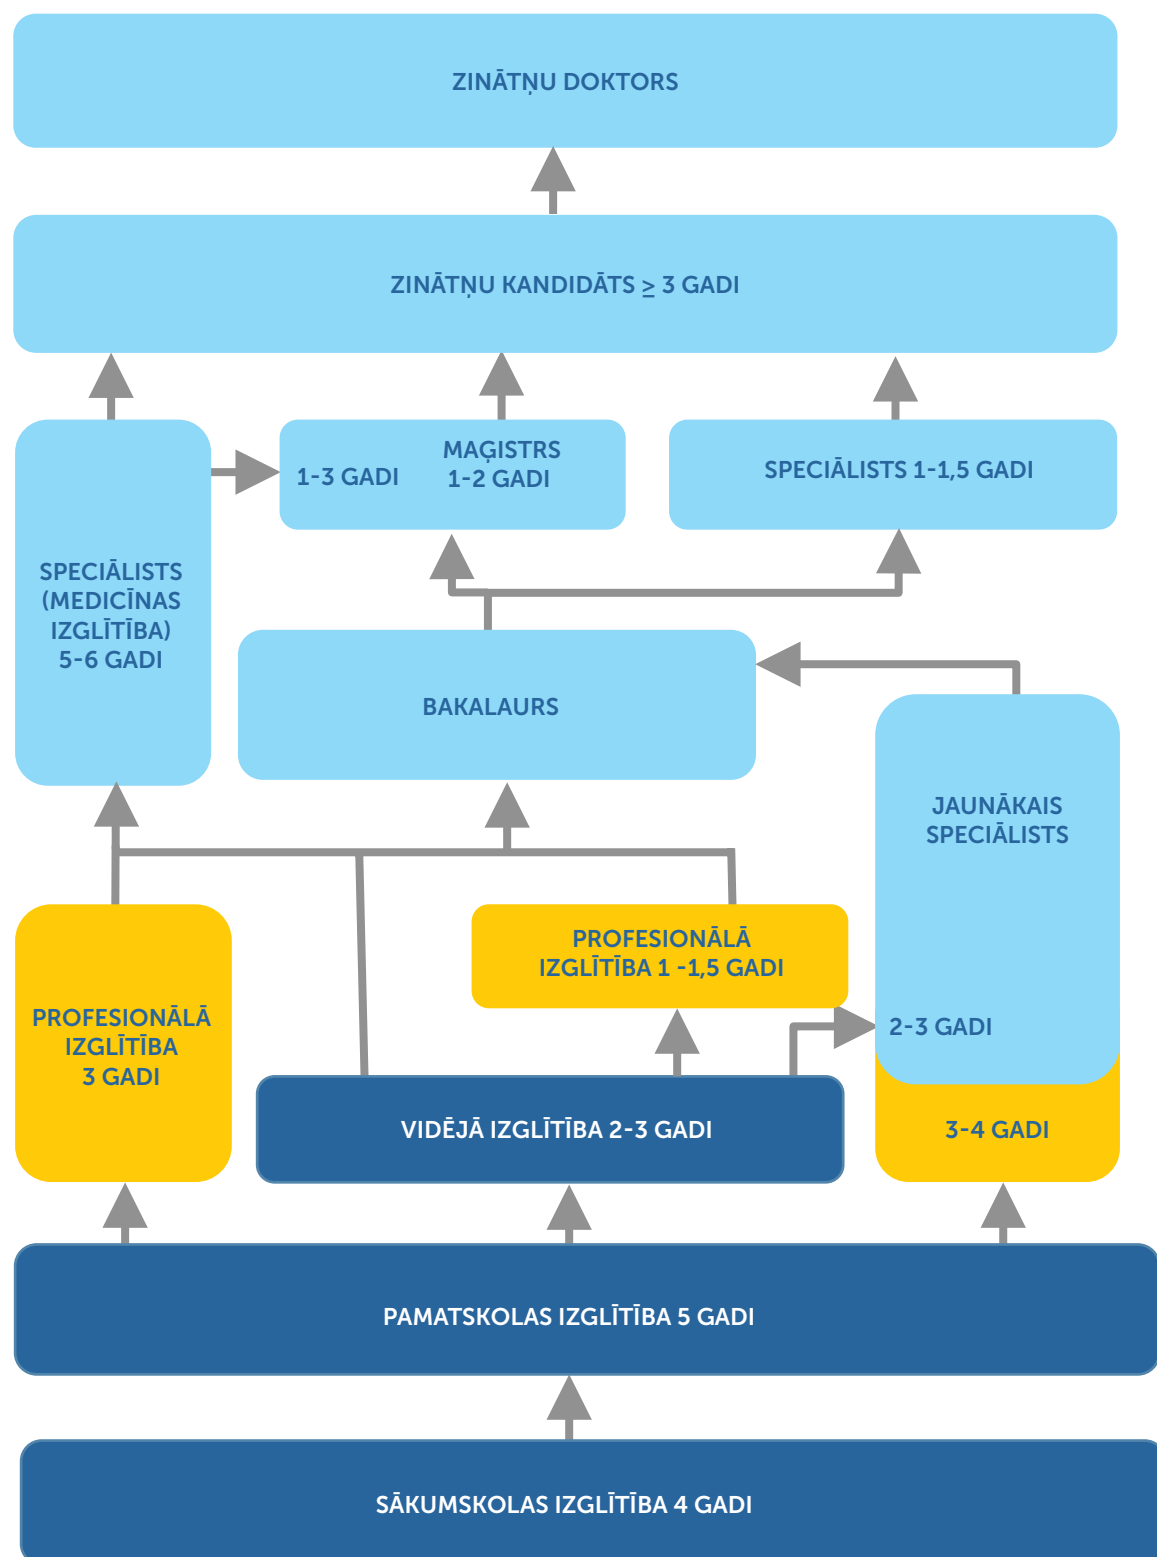 ZINĀTŅU DOKTORS
ZINĀTŅU KANDIDĀTS ≥ 3 GADI
1-3 GADI
MAĢISTRS
1-2 GADI
SPECIĀLISTS 1-1,5 GADI
SPECIĀLISTS
(MEDICĪNAS
IZGLĪTĪBA)
5-6 GADI
BAKALAURS
JAUNĀKAIS
SPECIĀLISTS
2-3 GADI
3-4 GADI
PROFESIONĀLĀ
IZGLĪTĪBA 1 -1,5 GADI
PROFESIONĀLĀ
IZGLĪTĪBA
3 GADI
VIDĒJĀ IZGLĪTĪBA 2-3 GADI
PAMATSKOLAS IZGLĪTĪBA 5 GADI
SĀKUMSKOLAS IZGLĪTĪBA 4 GADI